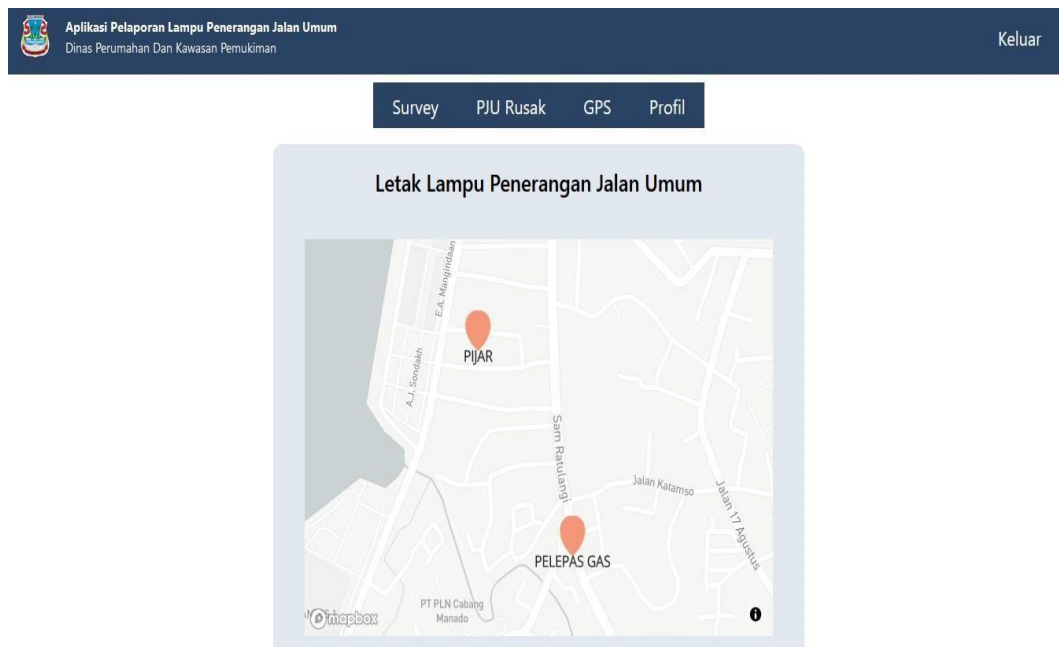 Aplikasi Pelaporan Lampu Penerangan Jalan Umum
Dinas Perumahan Dan Kawasan Pemukiman
Keluar
Survey PJU Rusak GPS Profil
Letak Lampu Penerangan Jalan Umum
E.A. Mangindaan
PIJAR
A.J. Sondakh
Sam Ratulangi
Jalan Katamso
Jalan 17 Agustus
PELEPAS GAS
PT PLN Cabang
Manado
mapbox